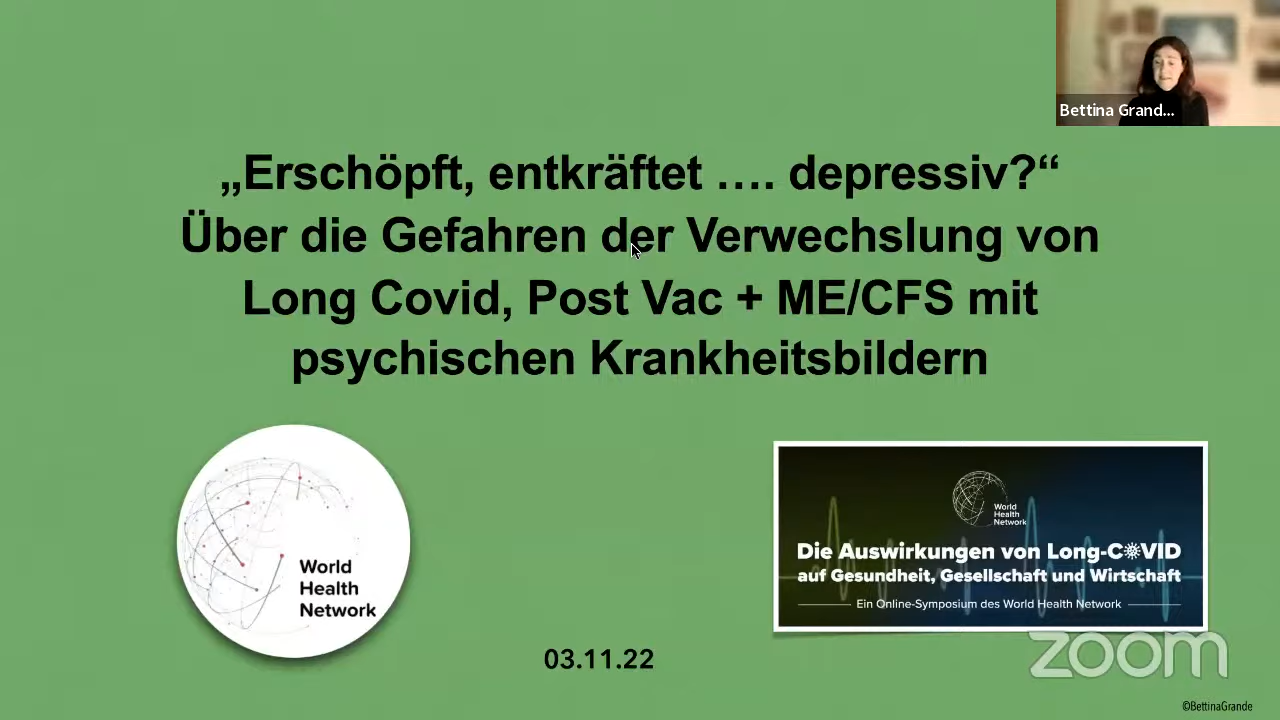 Bettina Grand...
„Erschöpft, entkräftet .... depressiv?“
Über die Gefahren der Verwechslung von
Long Covid, Post Vac + ME/CFS mit
psychischen Krankheitsbildern
World
Health
Network
World
Health
Network
Die Auswirkungen von Long-COVID
auf Gesundheit, Gesellschaft und Wirtschaft
Ein Online-Symposium des World Health Network
03.11.22
zoom
©BettinaGrande